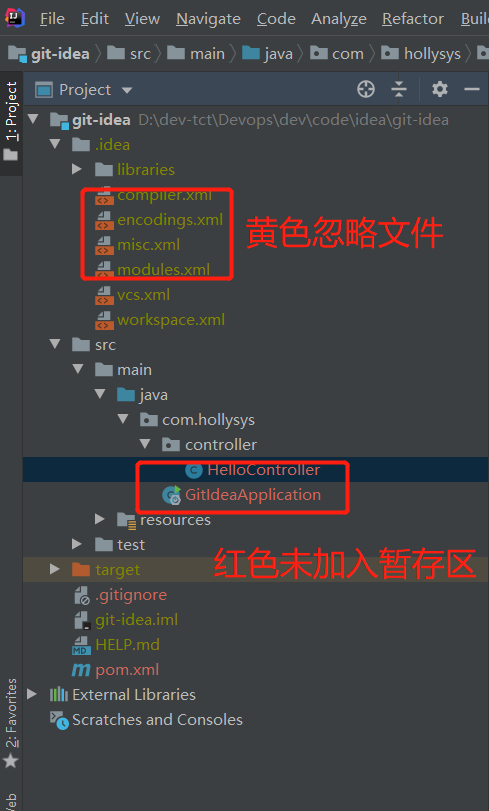 File Edit View Navigate Code Analyze Refactor
git-idea src main java com hollysys
1: Project
Project
git-idea D:\dev-tct\Devops\dev\code\idea\git-idea
.idea
libraries
compiler.xml
encodings.xml
黄色忽略文件
misc.xml
modules.xml
vcs.xml
workspace.xml
src
main
java
com.hollysys
controller
HelloController
GitIdeaApplication
resources
test
红色未加入暂存区
target
.gitignore
git-idea.iml
HELP.md
pom.xml
External Libraries
Scratches and Consoles
2: Favorites